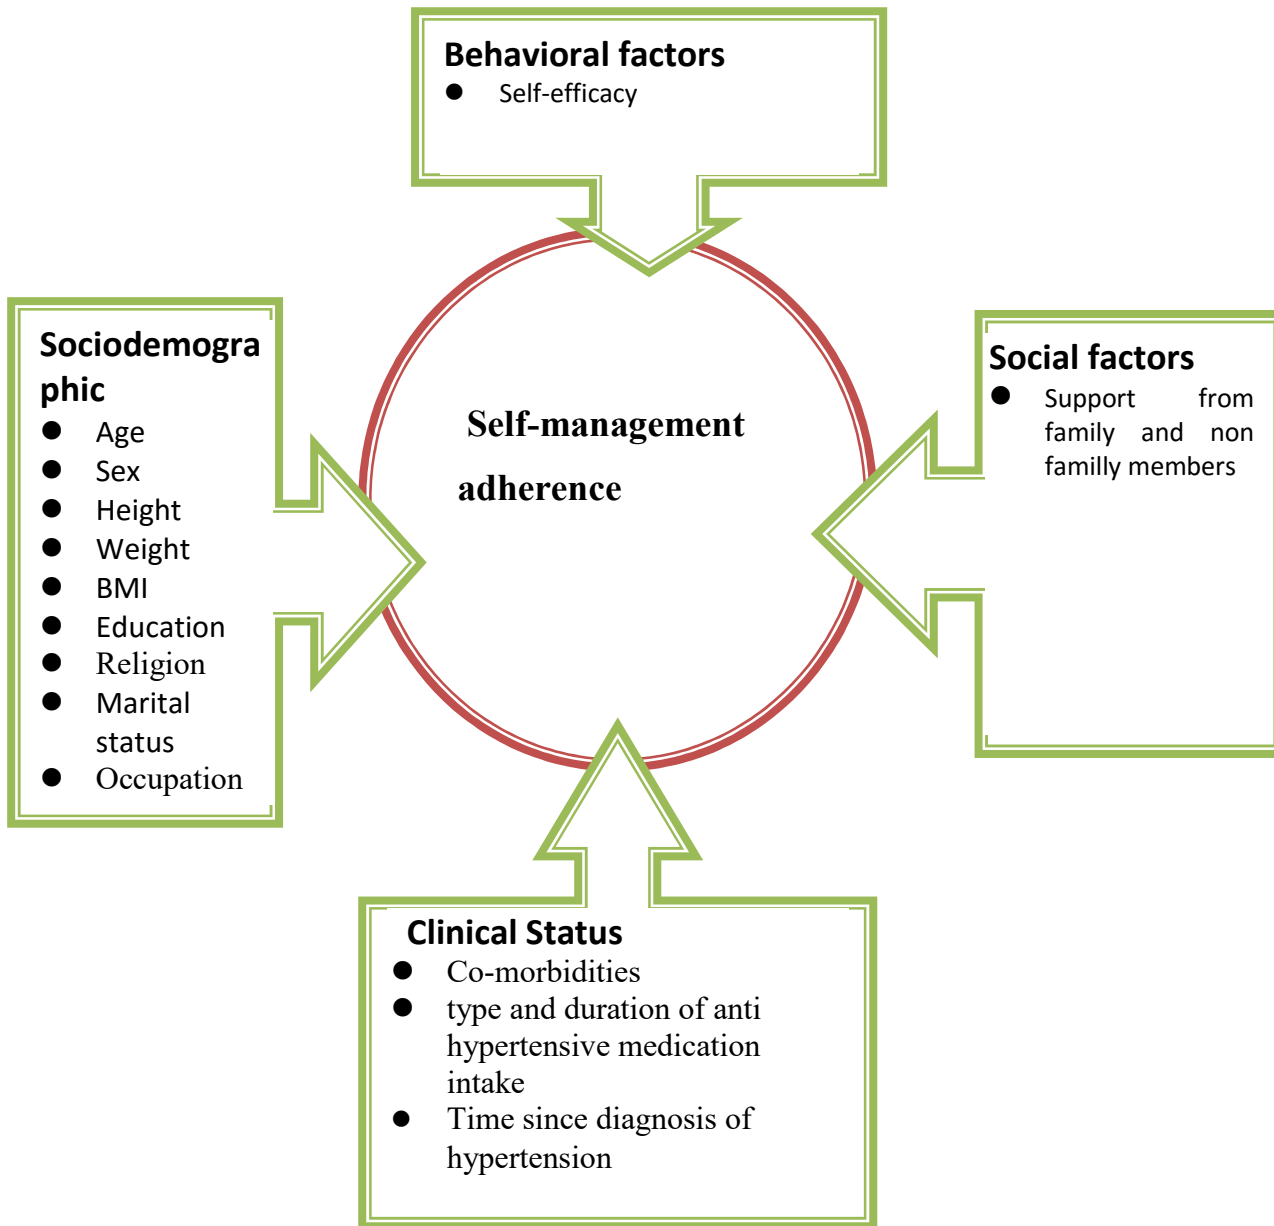 Behavioral factors
● Self-efficacy
Sociodemogra
phic
● Age
● Sex
● Height
● Weight
● BMI
● Education
● Religion
● Marital
status
● Occupation
Self-management
adherence
Social factors
● Support from
family and non
familly members
Clinical Status
● Co-morbidities
● type and duration of anti
hypertensive medication
intake
● Time since diagnosis of
hypertension